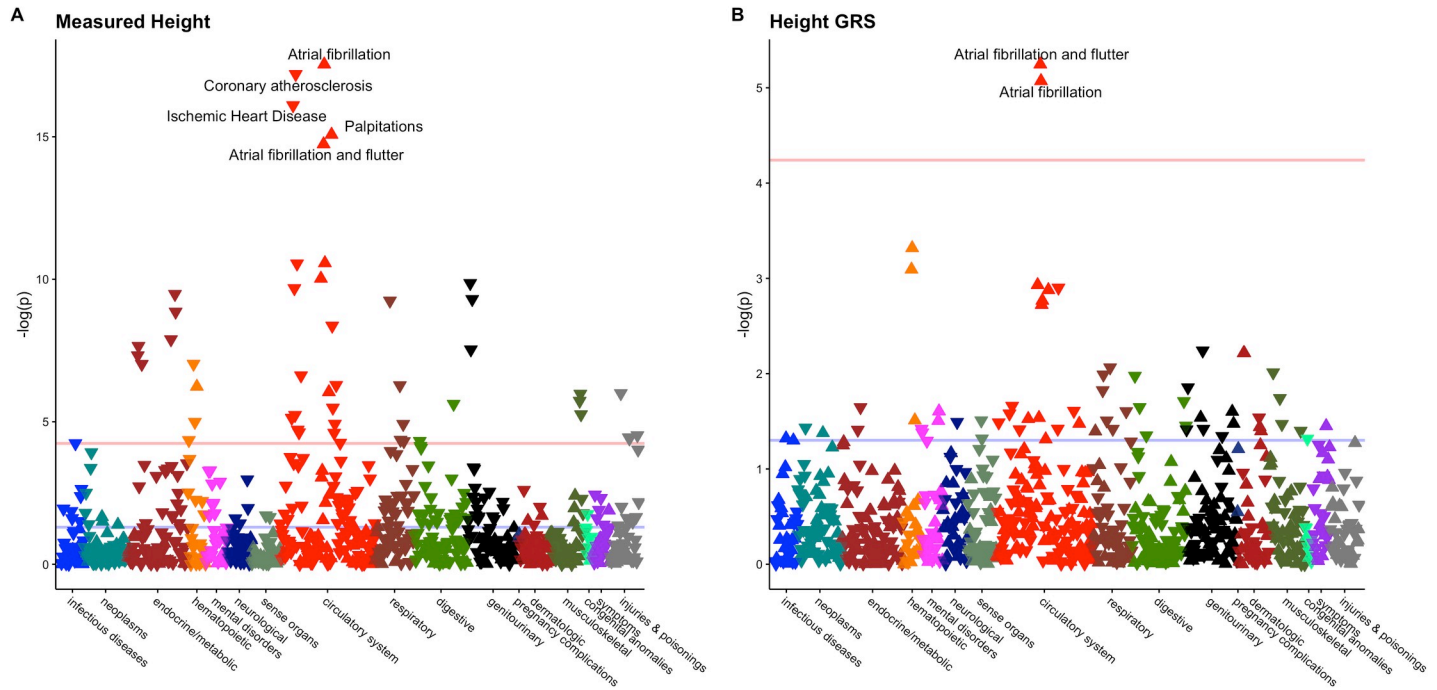 A
Measured Height
-log(p)
15
10
5
0
Atrial fibrillation
Coronary atherosclerosis
Ischemic Heart Disease
Palpitations
Atrial fibrillation and flutter
infectious diseases
neoplasms
endocrine/metabolic
hematopoietic
mental disorders
neurological
sense organs
circulatory system
respiratory
digestive
genitourinary
pregnancy complications
dermatologic
musculoskeletal
congenital anomalies
symptoms
injuries & poisonings
B
Height GRS
-log(p)
5
4
3
2
1
0
Atrial fibrillation and flutter
Atrial fibrillation
infectious diseases
neoplasms
endocrine/metabolic
hematopoietic
mental disorders
neurological
sense organs
circulatory system
respiratory
digestive
genitourinary
pregnancy complications
dermatologic
musculoskeletal
congenital anomalies
symptoms
injuries & poisonings